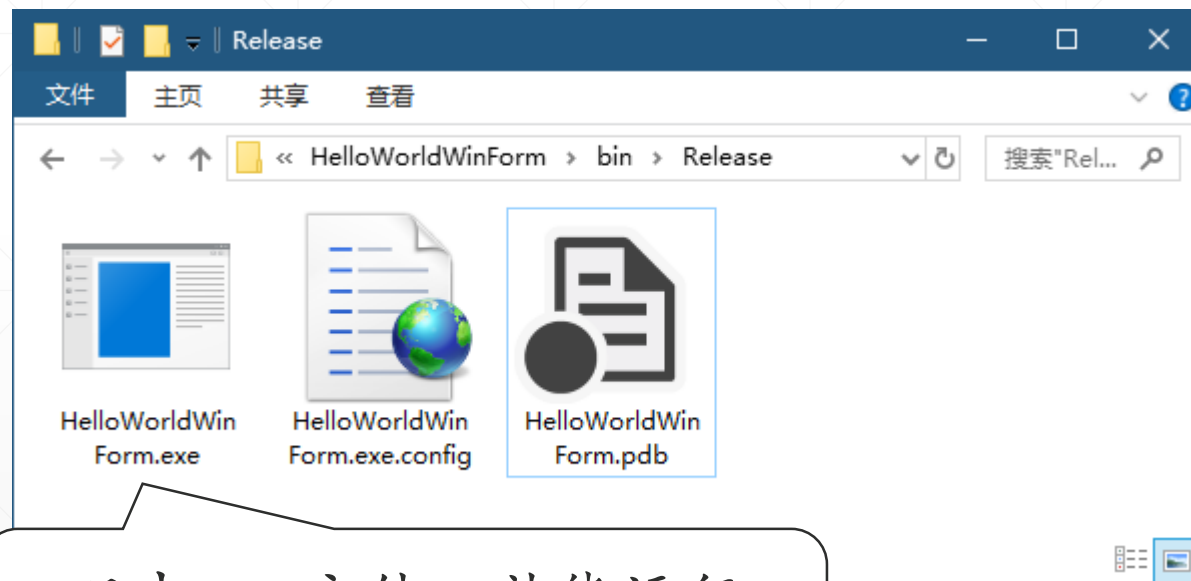 Release
文件 主页 共享 查看
« HelloWorldWinForm › bin › Release 搜索"Rel...
HelloWorldWin
Form.exe
HelloWorldWin
Form.exe.config
HelloWorldWin
Form.pdb